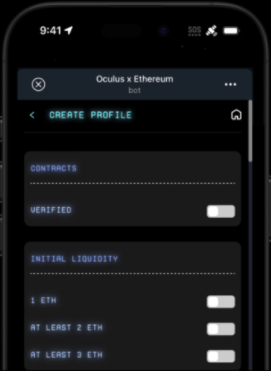 9:41
SOS
Oculus x Ethereum
bot
CREATE PROFILE
CONTRACTS
VERIFIED
INITIAL LIQUIDITY
1 ETH
AT LEAST 2 ETH
AT LEAST 3 ETH